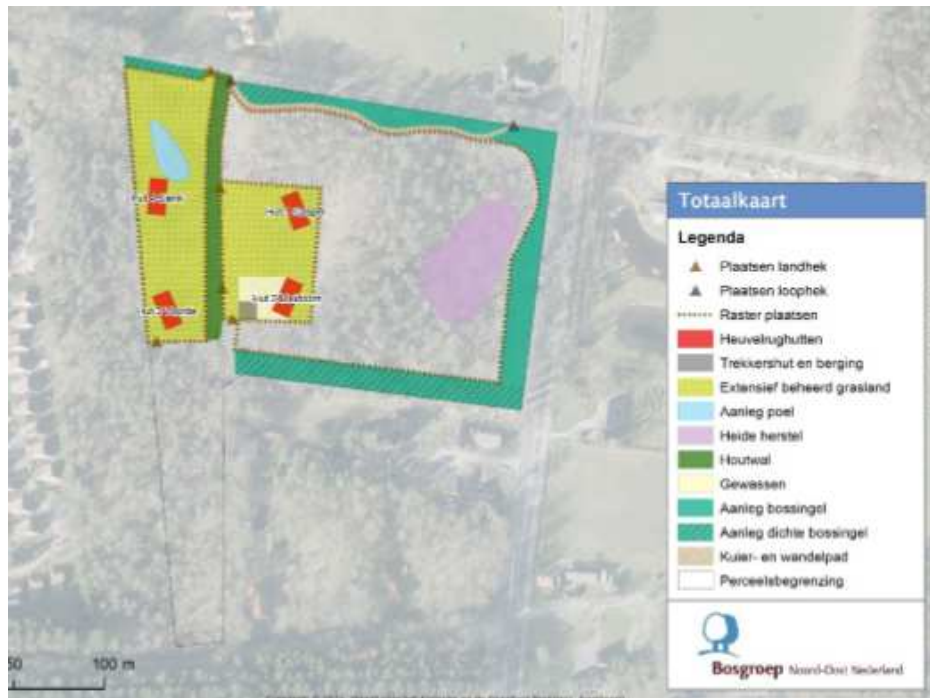 Totaalkaart
Legenda
Plaatsen landhek
Plaatsen loophek
Raster plaatsen
Heuvelrughutten
Trekkershut en berging
Extensief beheerd grasland
Aanleg poel
Heide herstel
Houtwal
Gewassen
Aanleg bossingel
Aanleg dichte bossingel
Kuier- en wandelpad
Perceelsbegrenzing
Bosgroep Noord-Oost Nederland
50 100 m